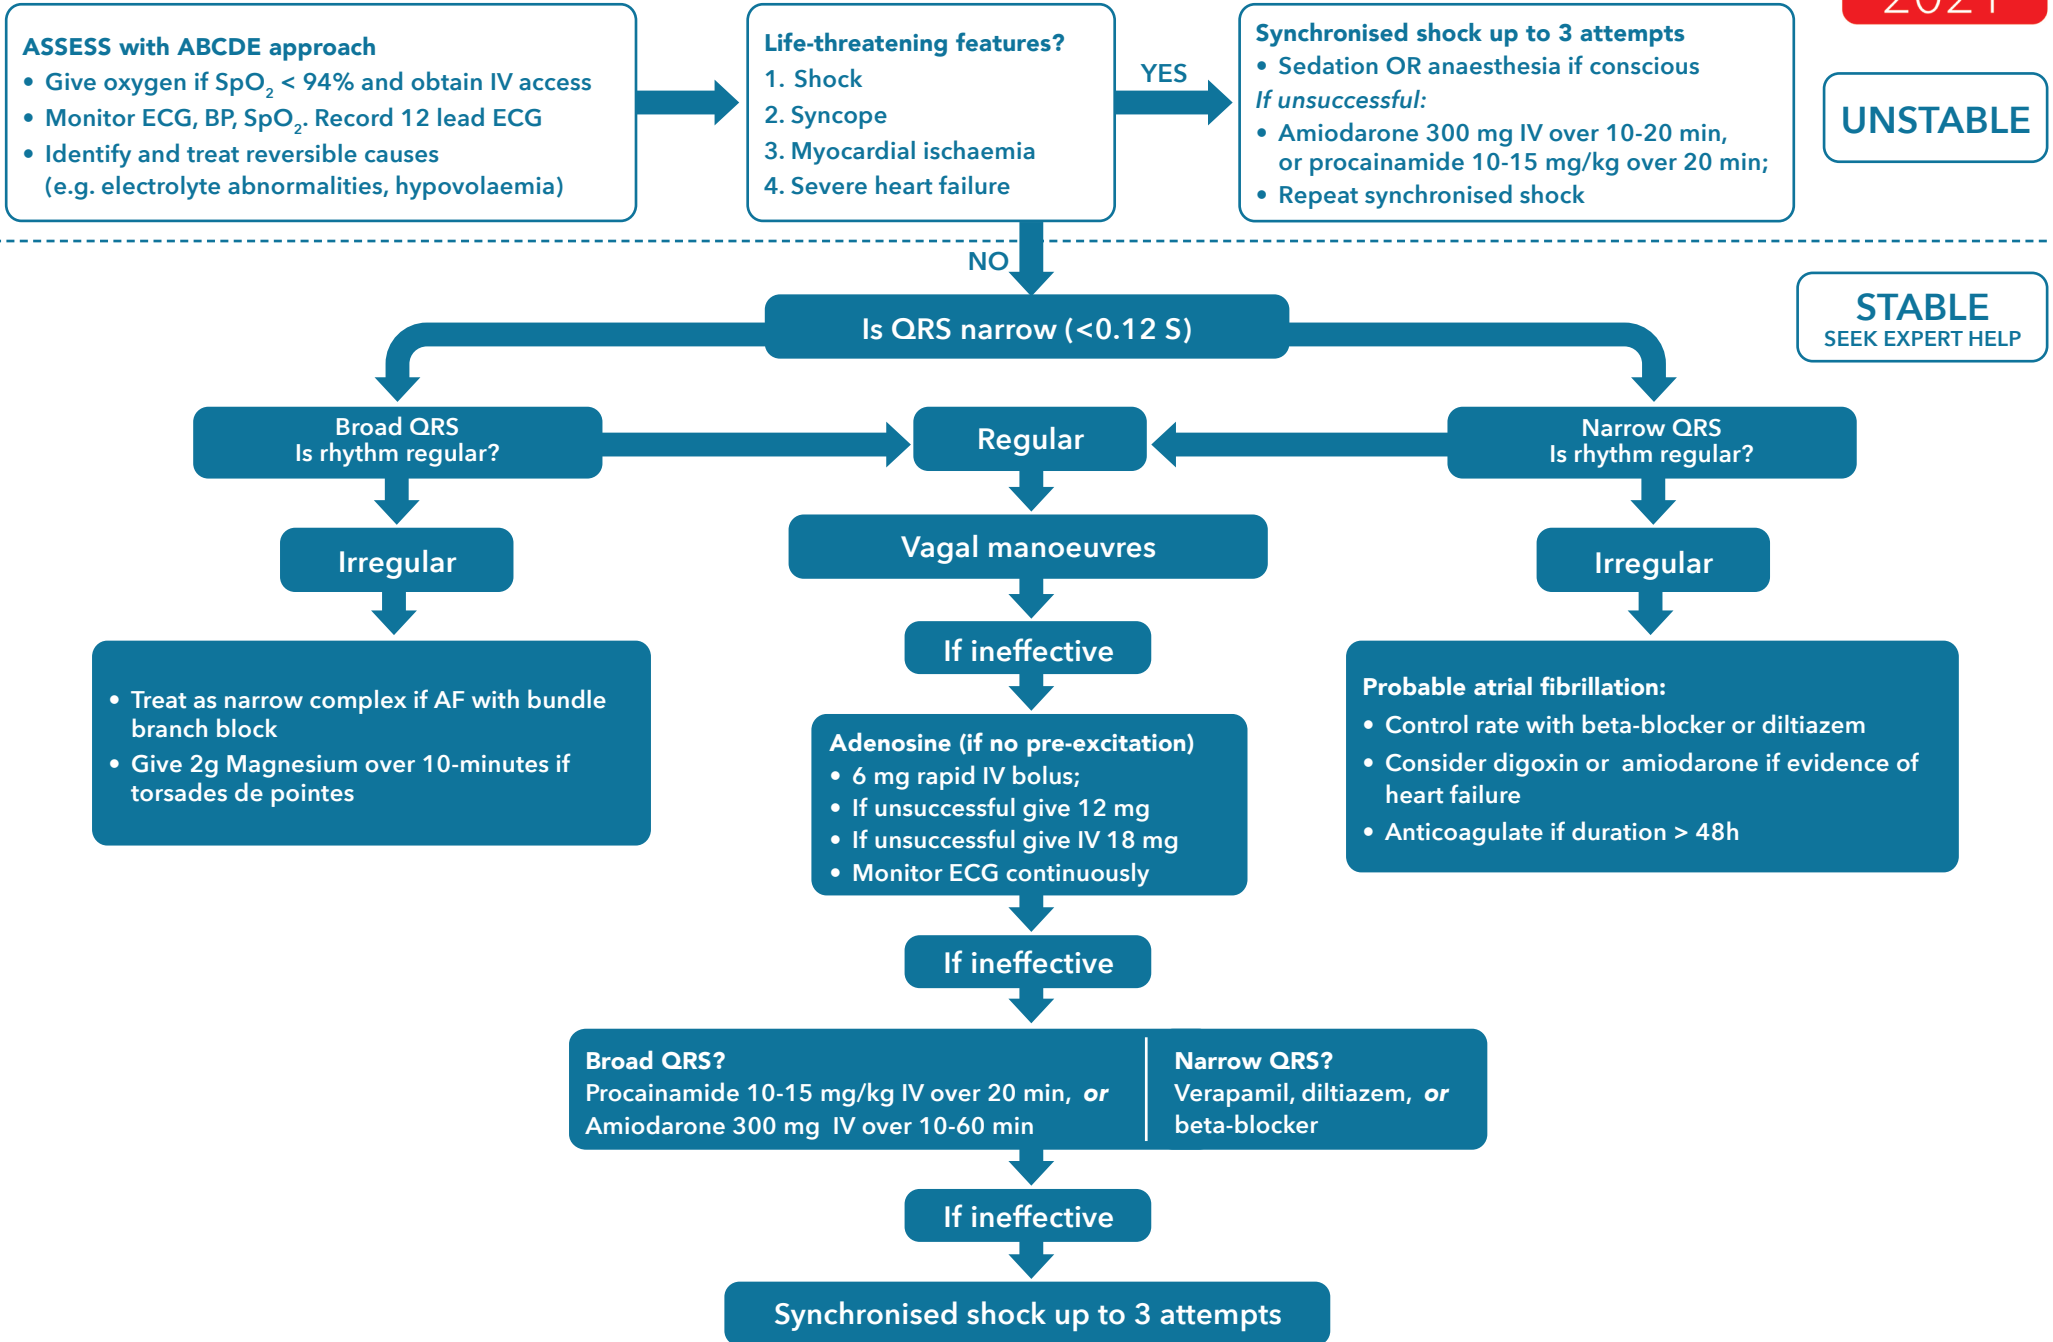 2021
ASSESS with ABCDE approach
• Give oxygen if SpO₂ < 94% and obtain IV access
• Monitor ECG, BP, SpO₂. Record 12 lead ECG
• Identify and treat reversible causes
(e.g. electrolyte abnormalities, hypovolaemia)
Life-threatening features?
1. Shock
2. Syncope
3. Myocardial ischaemia
4. Severe heart failure
YES
Synchronised shock up to 3 attempts
• Sedation OR anaesthesia if conscious
If unsuccessful:
• Amiodarone 300 mg IV over 10-20 min,
or procainamide 10-15 mg/kg over 20 min;
• Repeat synchronised shock
UNSTABLE
NO
STABLE
SEEK EXPERT HELP
Is QRS narrow (<0.12 S)
Broad QRS
Is rhythm regular?
Regular
Narrow QRS
Is rhythm regular?
Irregular
Vagal manoeuvres
Irregular
If ineffective
• Treat as narrow complex if AF with bundle
branch block
• Give 2g Magnesium over 10-minutes if
torsades de pointes
Adenosine (if no pre-excitation)
• 6 mg rapid IV bolus;
• If unsuccessful give 12 mg
• If unsuccessful give IV 18 mg
• Monitor ECG continuously
Probable atrial fibrillation:
• Control rate with beta-blocker or diltiazem
• Consider digoxin or amiodarone if evidence of
heart failure
• Anticoagulate if duration > 48h
If ineffective
Broad QRS?
Procainamide 10-15 mg/kg IV over 20 min, or
Amiodarone 300 mg IV over 10-60 min
Narrow QRS?
Verapamil, diltiazem, or
beta-blocker
If ineffective
Synchronised shock up to 3 attempts